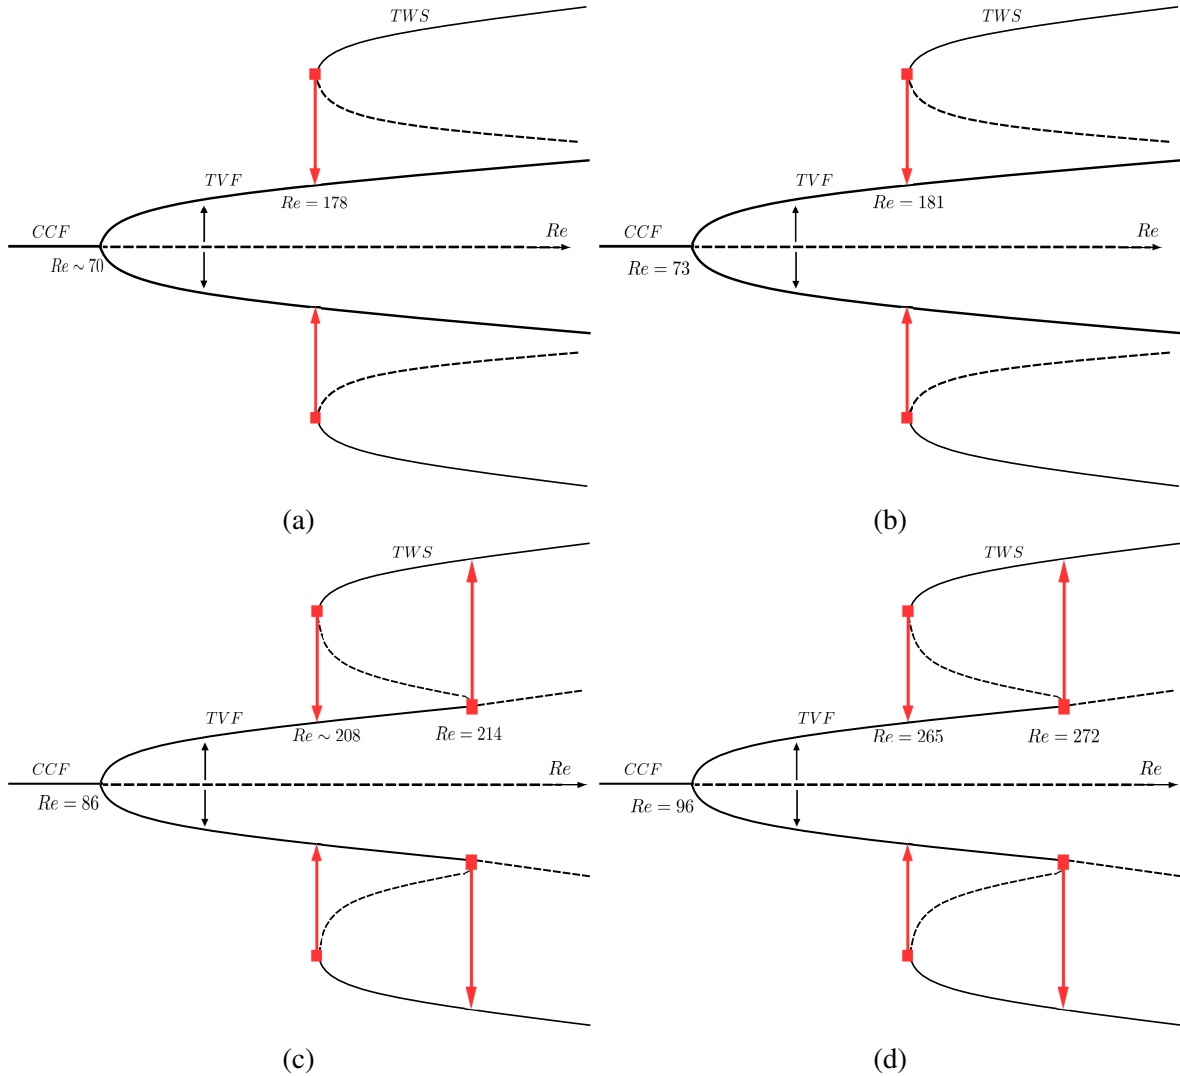 TWS
TVF
Re = 178
CCF
Re
Re ∼ 70
(a)
TWS
TVF
Re = 181
CCF
Re
Re = 73
(b)
TWS
TVF
Re ∼ 208
Re = 214
CCF
Re
Re = 86
(c)
TWS
TVF
Re = 265
Re = 272
CCF
Re
Re = 96
(d)